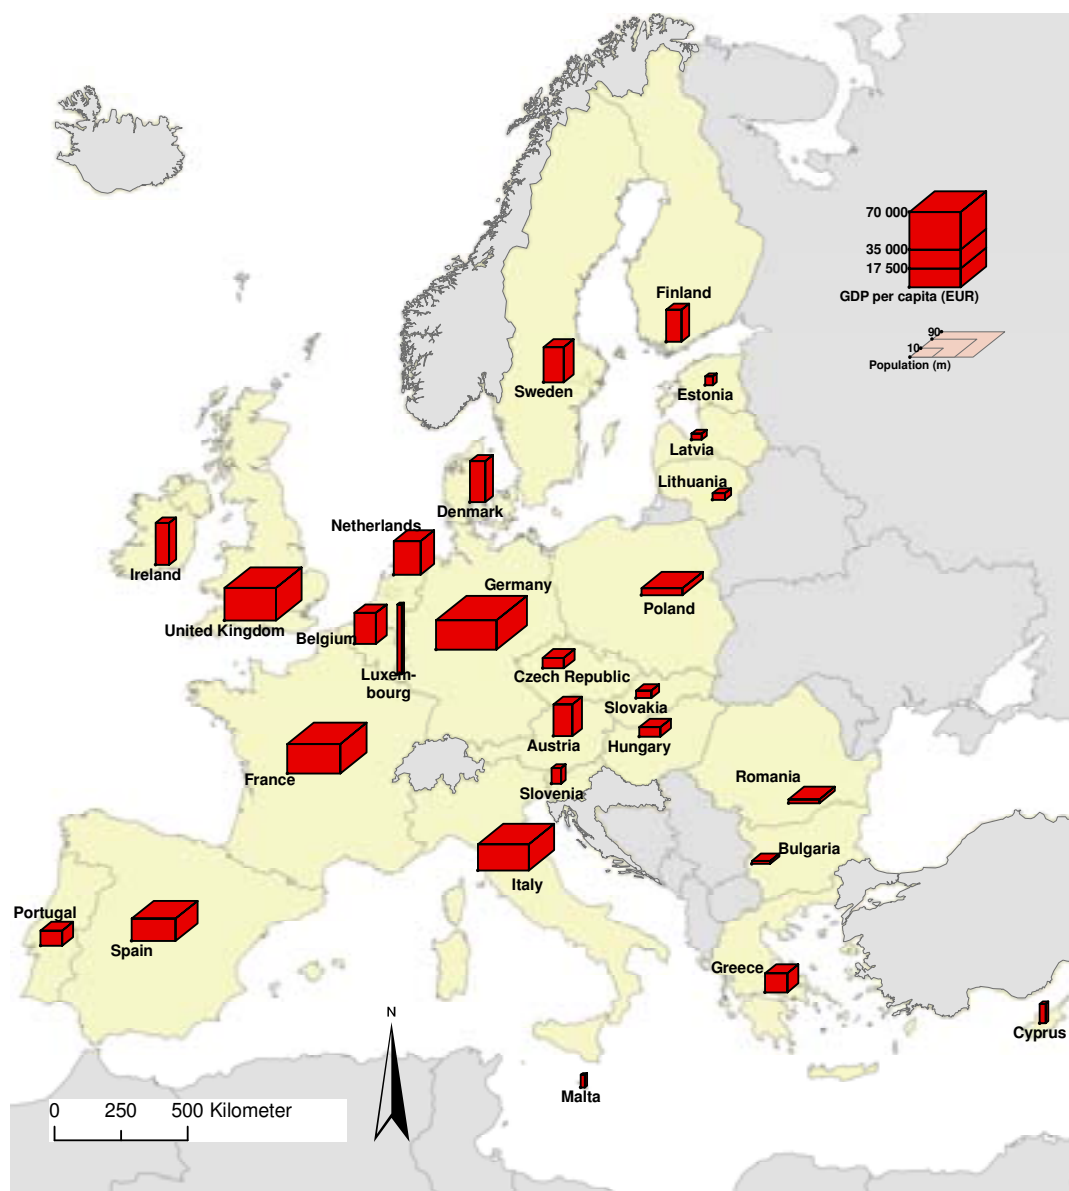 70 000
35 000
17 500
GDP per capita (EUR)
90
10
Population (m)
Finland
Sweden
Estonia
Latvia
Lithuania
Denmark
Netherlands
Ireland
Germany
United Kingdom
Belgium
Poland
Luxem-
bourg
Czech Republic
Slovakia
Austria
Hungary
France
Slovenia
Romania
Bulgaria
Italy
Portugal
Spain
Greece
Cyprus
Malta
N
0 250 500 Kilometer